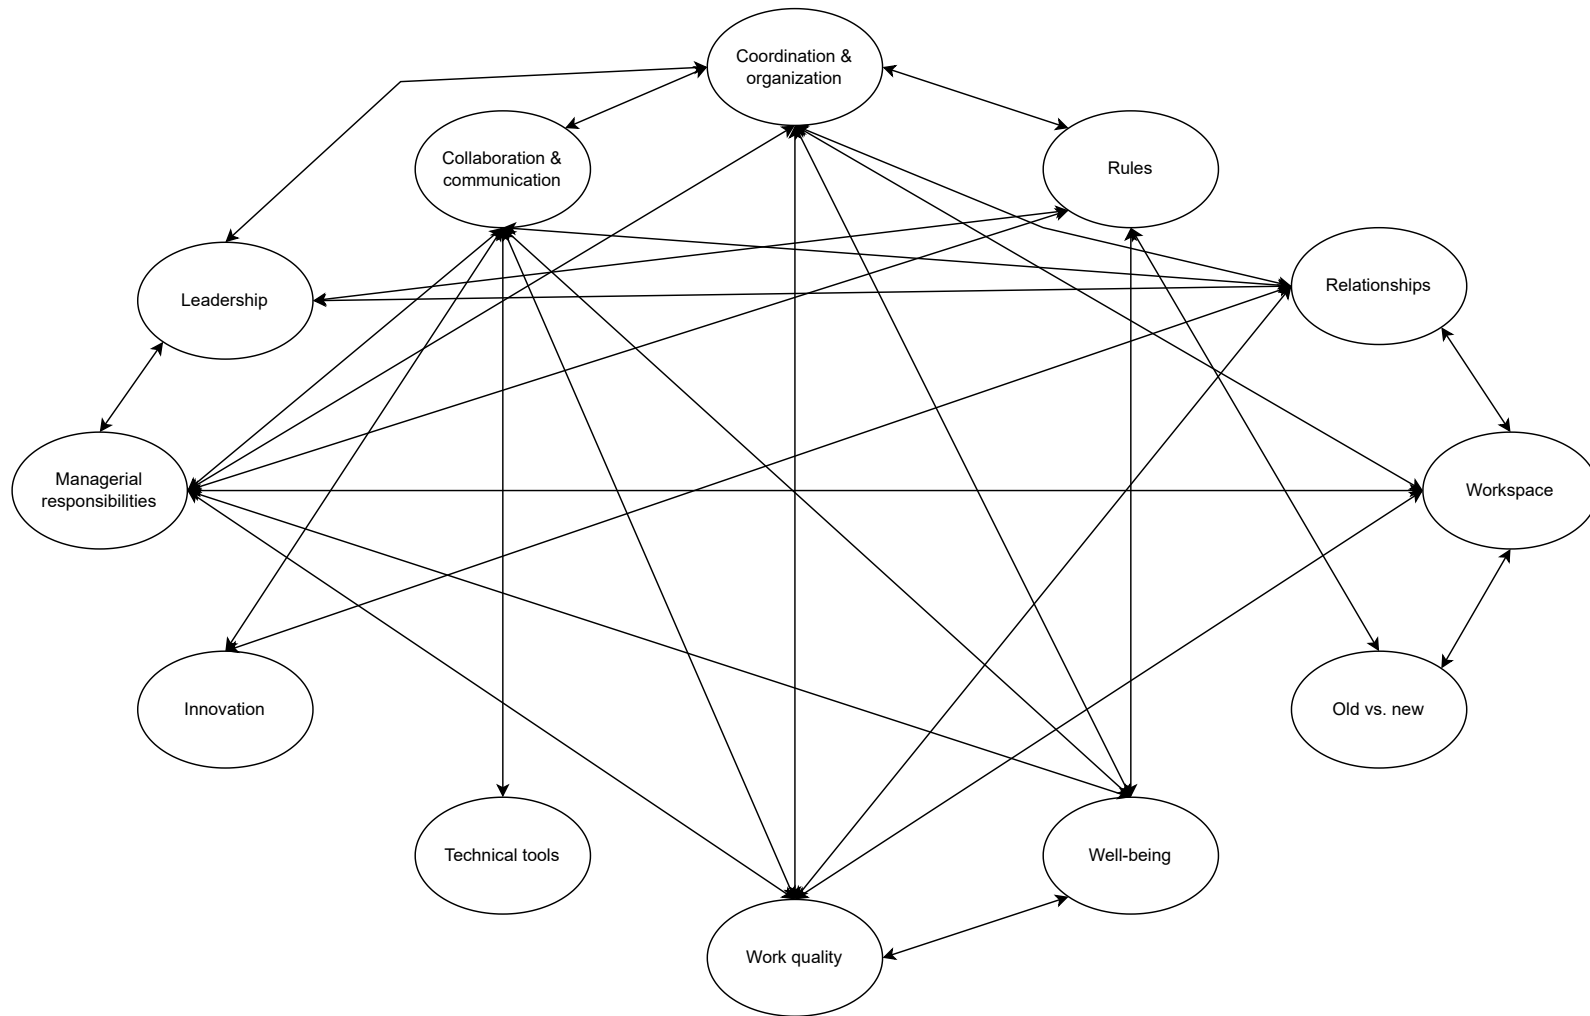 Coordination &
organization
Collaboration &
communication
Rules
Leadership
Relationships
Managerial
responsibilities
Workspace
Innovation
Old vs. new
Technical tools
Well-being
Work quality